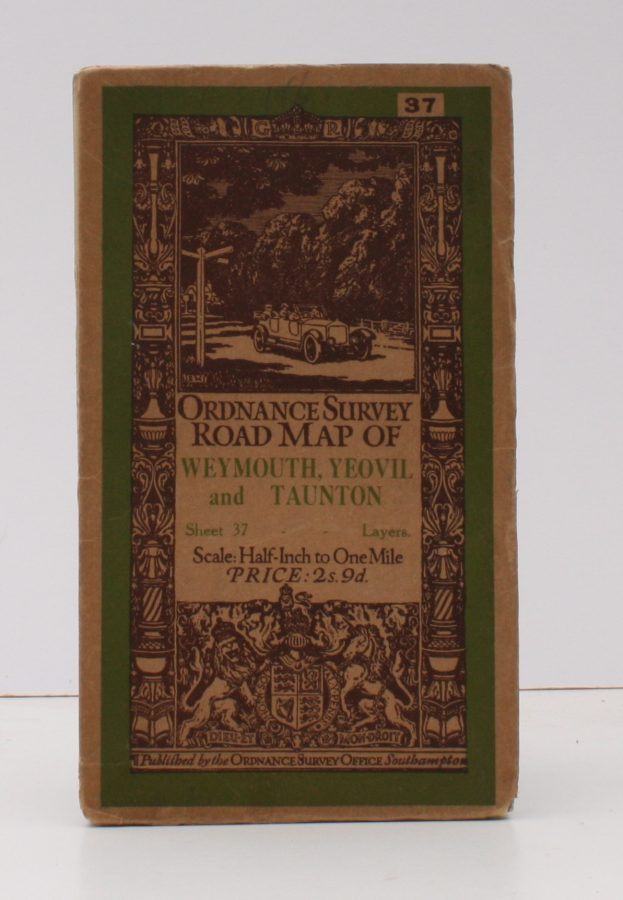 37
G R
ORDNANCE SURVEY
ROAD MAP OF
WEYMOUTH, YEOVIL
and TAUNTON
Sheet 37 - - Layers.
Scale: Half-Inch to One Mile
PRICE: 2s. 9d.
DIEU·ET MON·DROIT
Published by the ORDNANCE SURVEY OFFICE Southampton